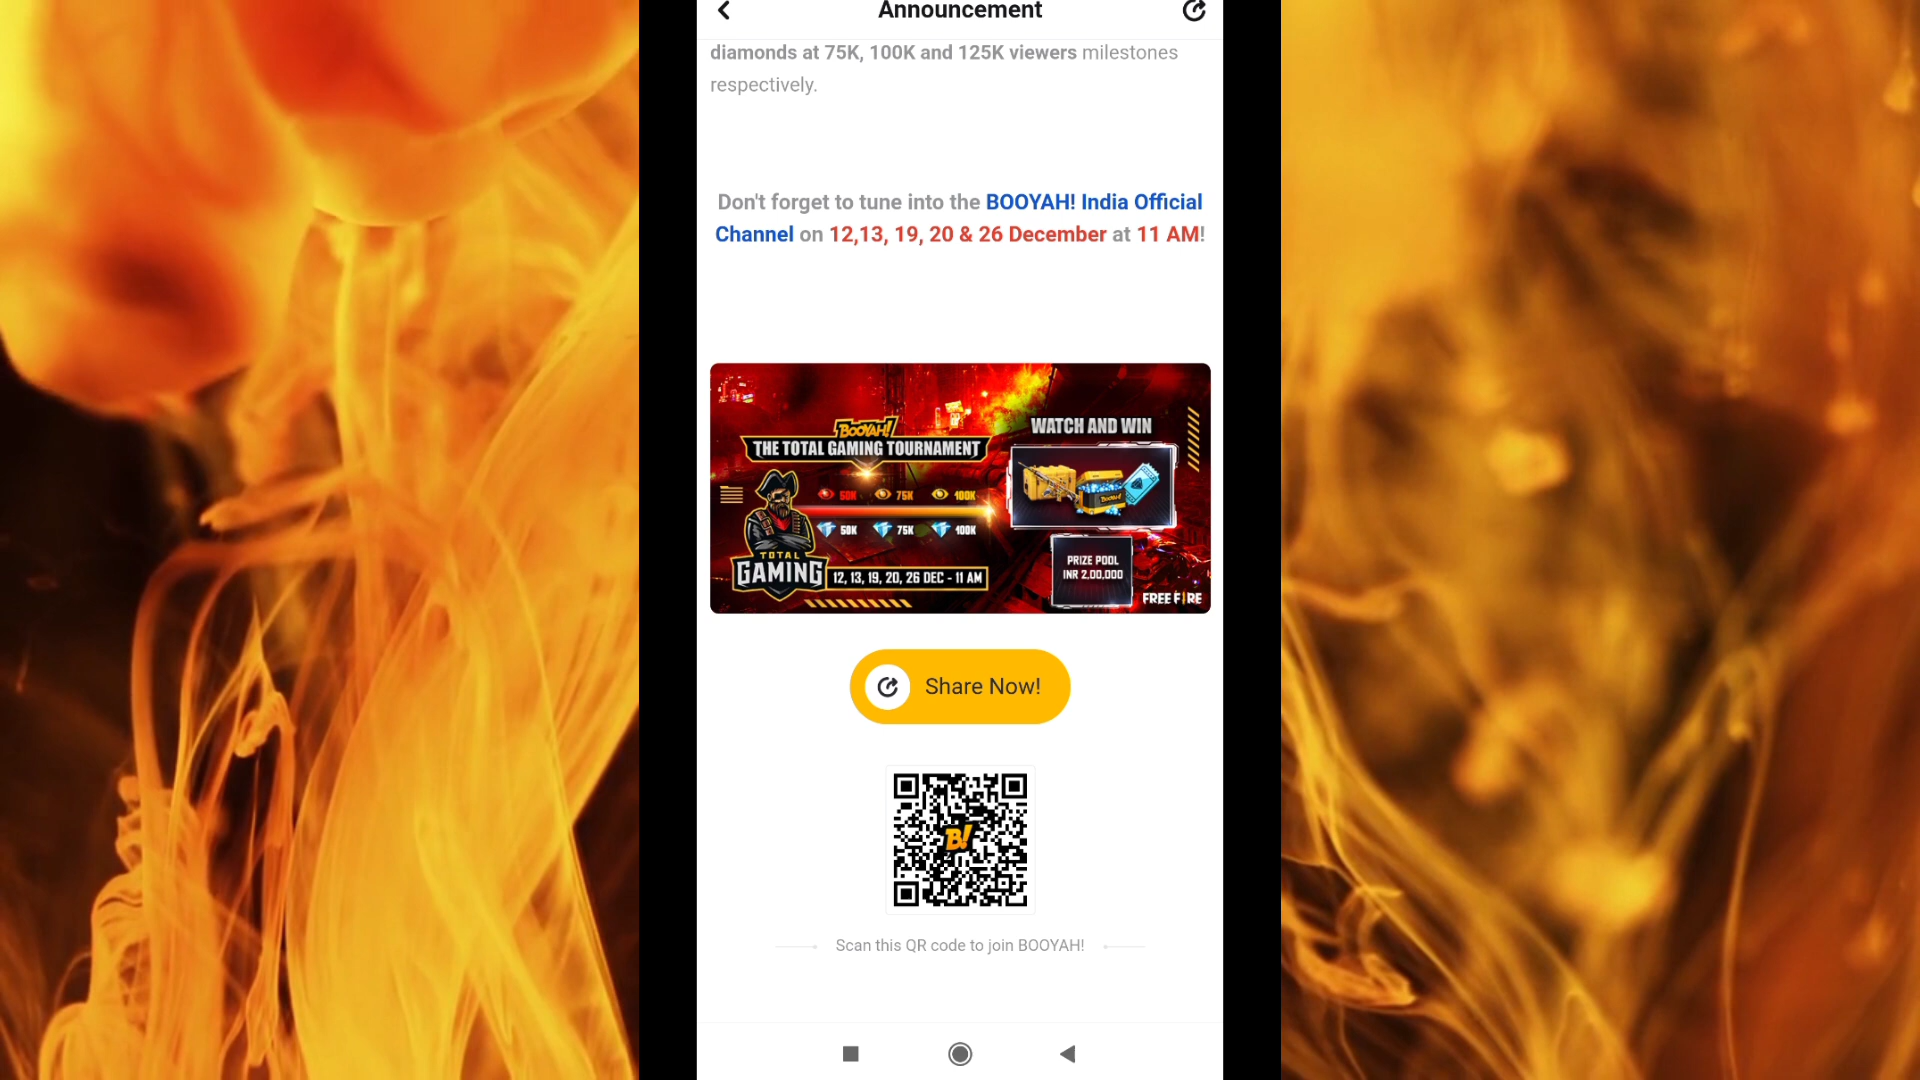 Announcement
diamonds at 75K, 100K and 125K viewers milestones
respectively.
Don't forget to tune into the BOOYAH! India Official
Channel on 12,13, 19, 20 & 26 December at 11 AM!
BOOYAH!
THE TOTAL GAMING TOURNAMENT
50K 75K 100K
50K 75K 100K
TOTAL
GAMING
12, 13, 19, 20, 26 DEC - 11 AM
WATCH AND WIN
BOOYAH!
PRIZE POOL
INR 2,00,000
FREE FIRE
Share Now!
B!
Scan this QR code to join BOOYAH!